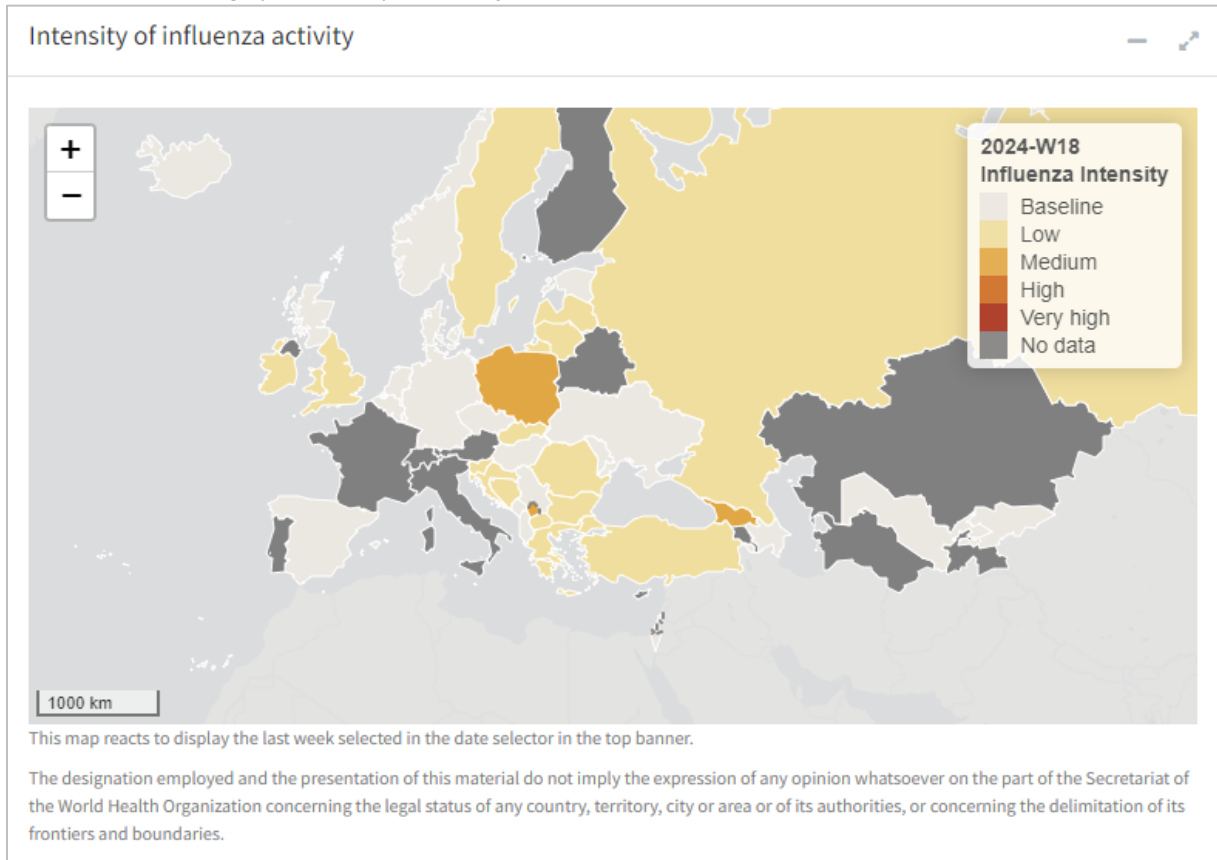 Intensity of influenza activity
+
−
2024-W18
Influenza Intensity
Baseline
Low
Medium
High
Very high
No data
1000 km
This map reacts to display the last week selected in the date selector in the top banner.
The designation employed and the presentation of this material do not imply the expression of any opinion whatsoever on the part of the Secretariat of
the World Health Organization concerning the legal status of any country, territory, city or area or of its authorities, or concerning the delimitation of its
frontiers and boundaries.